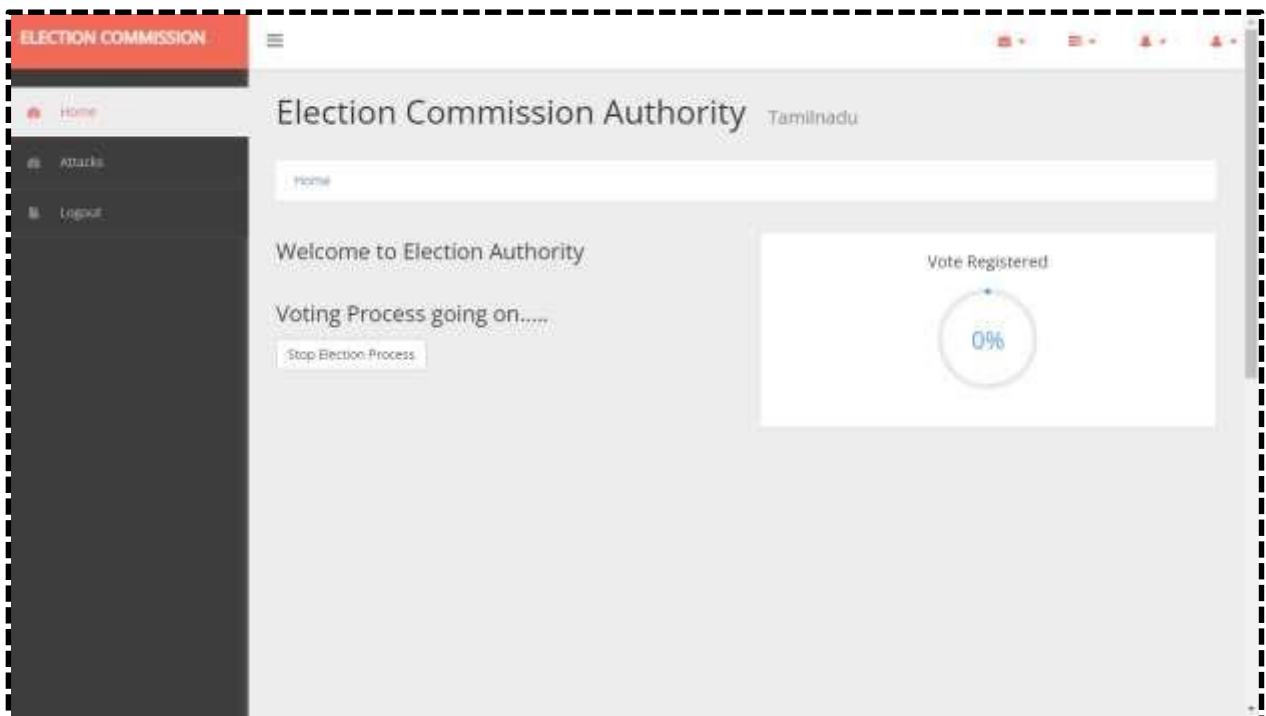 ELECTION COMMISSION
Home
Attacks
Logout
Election Commission Authority Tamilnadu
Home
Welcome to Election Authority
Voting Process going on.....
Stop Election Process
Vote Registered
0%